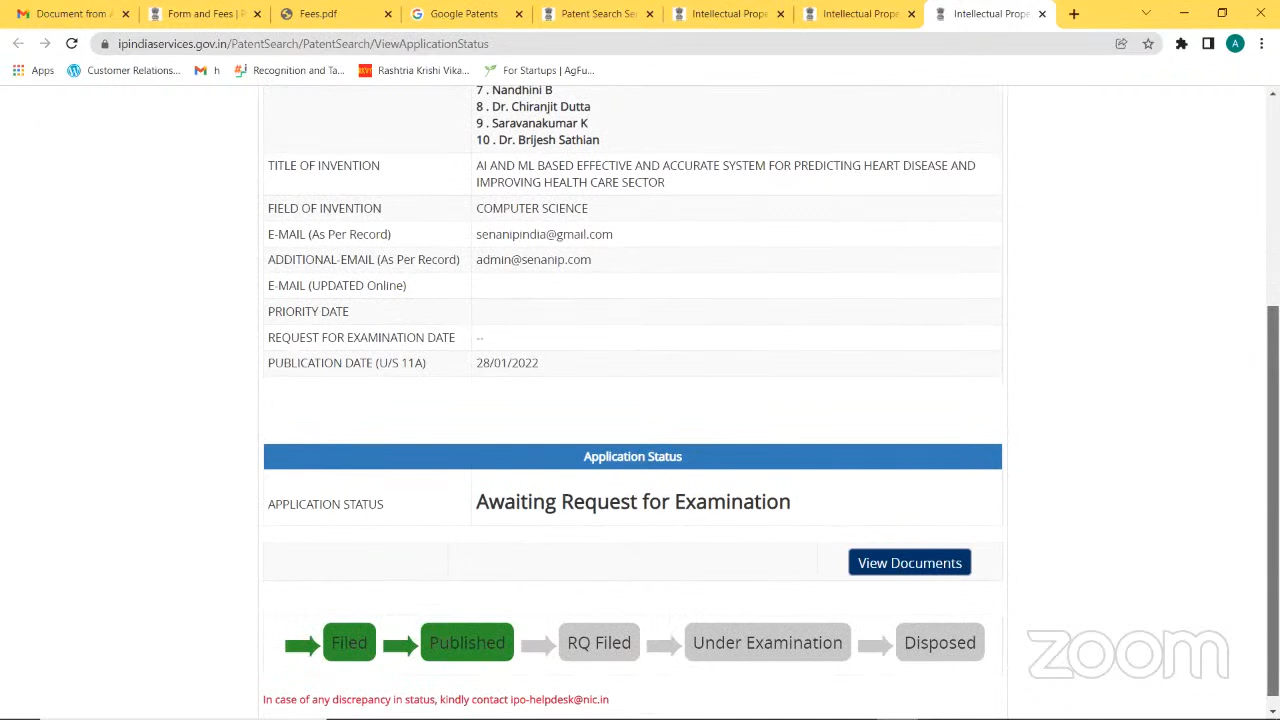 Document from A
Form and Fees | P
Fees.pdf
Google Patents
Patent Search Se
Intellectual Prope
Intellectual Prope
Intellectual Prope
ipindiaservices.gov.in/PatentSearch/PatentSearch/ViewApplicationStatus
A
Apps
Customer Relations...
h
Recognition and Ta...
Rashtria Krishi Vika...
For Startups | AgFu...
7 . Nandhini B
8 . Dr. Chiranjit Dutta
9 . Saravanakumar K
10 . Dr. Brijesh Sathian
TITLE OF INVENTION
AI AND ML BASED EFFECTIVE AND ACCURATE SYSTEM FOR PREDICTING HEART DISEASE AND
IMPROVING HEALTH CARE SECTOR
FIELD OF INVENTION
COMPUTER SCIENCE
E-MAIL (As Per Record)
senanipindia@gmail.com
ADDITIONAL-EMAIL (As Per Record)
admin@senanip.com
E-MAIL (UPDATED Online)
PRIORITY DATE
REQUEST FOR EXAMINATION DATE
--
PUBLICATION DATE (U/S 11A)
28/01/2022
Application Status
APPLICATION STATUS
Awaiting Request for Examination
View Documents
Filed
Published
RQ Filed
Under Examination
Disposed
zoom
In case of any discrepancy in status, kindly contact ipo-helpdesk@nic.in